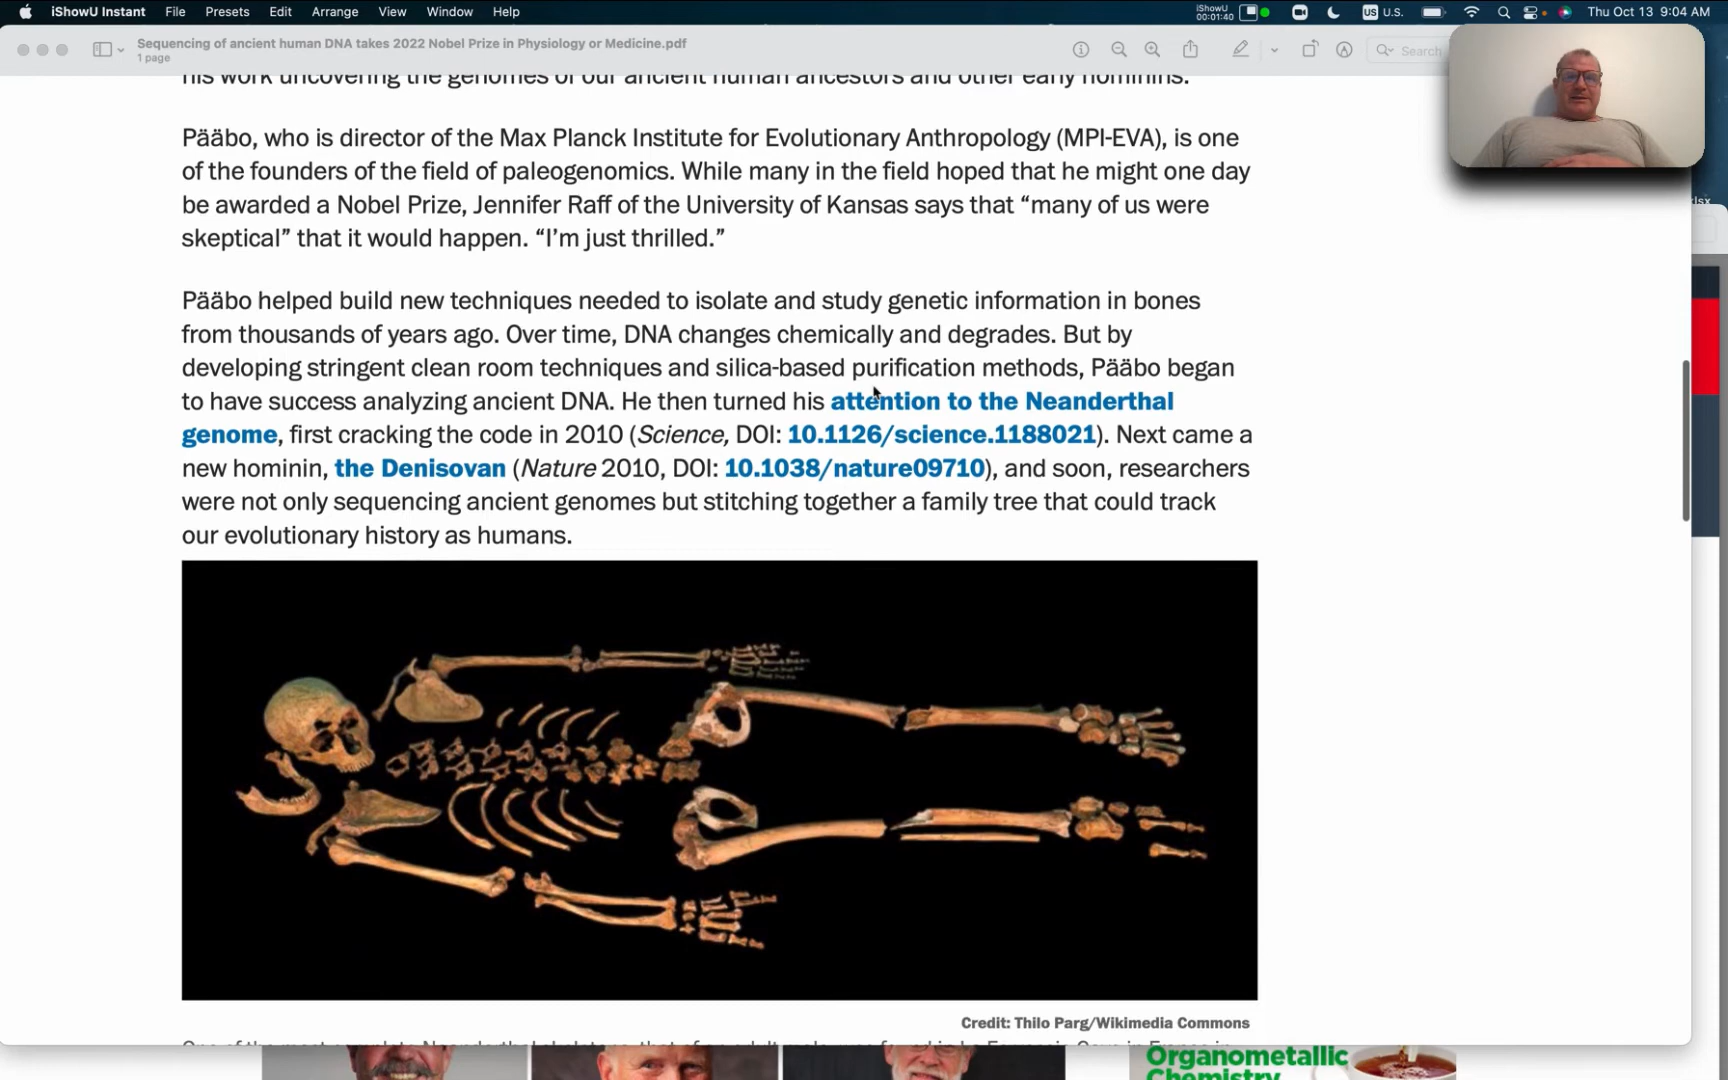 iShowU Instant File Presets Edit Arrange View Window Help iShowU 00:01:40 US U.S. Thu Oct 13 9:04 AM
Sequencing of ancient human DNA takes 2022 Nobel Prize in Physiology or Medicine.pdf
1 page
Search
his work uncovering the genomes of our ancient human ancestors and other early hominins.
Pääbo, who is director of the Max Planck Institute for Evolutionary Anthropology (MPI-EVA), is one
of the founders of the field of paleogenomics. While many in the field hoped that he might one day
be awarded a Nobel Prize, Jennifer Raff of the University of Kansas says that “many of us were
skeptical” that it would happen. “I’m just thrilled.”
Pääbo helped build new techniques needed to isolate and study genetic information in bones
from thousands of years ago. Over time, DNA changes chemically and degrades. But by
developing stringent clean room techniques and silica-based purification methods, Pääbo began
to have success analyzing ancient DNA. He then turned his attention to the Neanderthal
genome, first cracking the code in 2010 (Science, DOI: 10.1126/science.1188021). Next came a
new hominin, the Denisovan (Nature 2010, DOI: 10.1038/nature09710), and soon, researchers
were not only sequencing ancient genomes but stitching together a family tree that could track
our evolutionary history as humans.
Credit: Thilo Parg/Wikimedia Commons
Organometallic
Chemistry